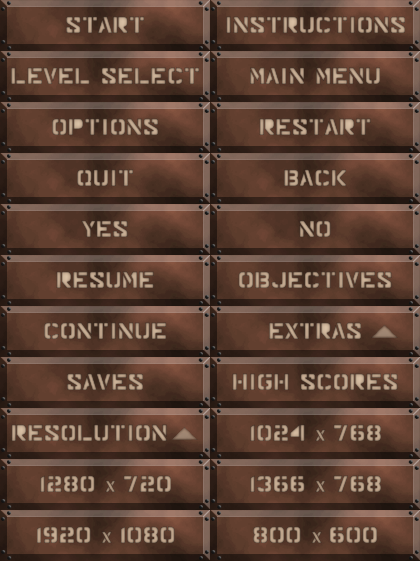 START
INSTRUCTIONS
LEVEL SELECT
MAIN MENU
OPTIONS
RESTART
QUIT
BACK
YES
NO
RESUME
OBJECTIVES
CONTINUE
EXTRAS
SAVES
HIGH SCORES
RESOLUTION
1024 x 768
1280 x 720
1366 x 768
1920 x 1080
800 x 600